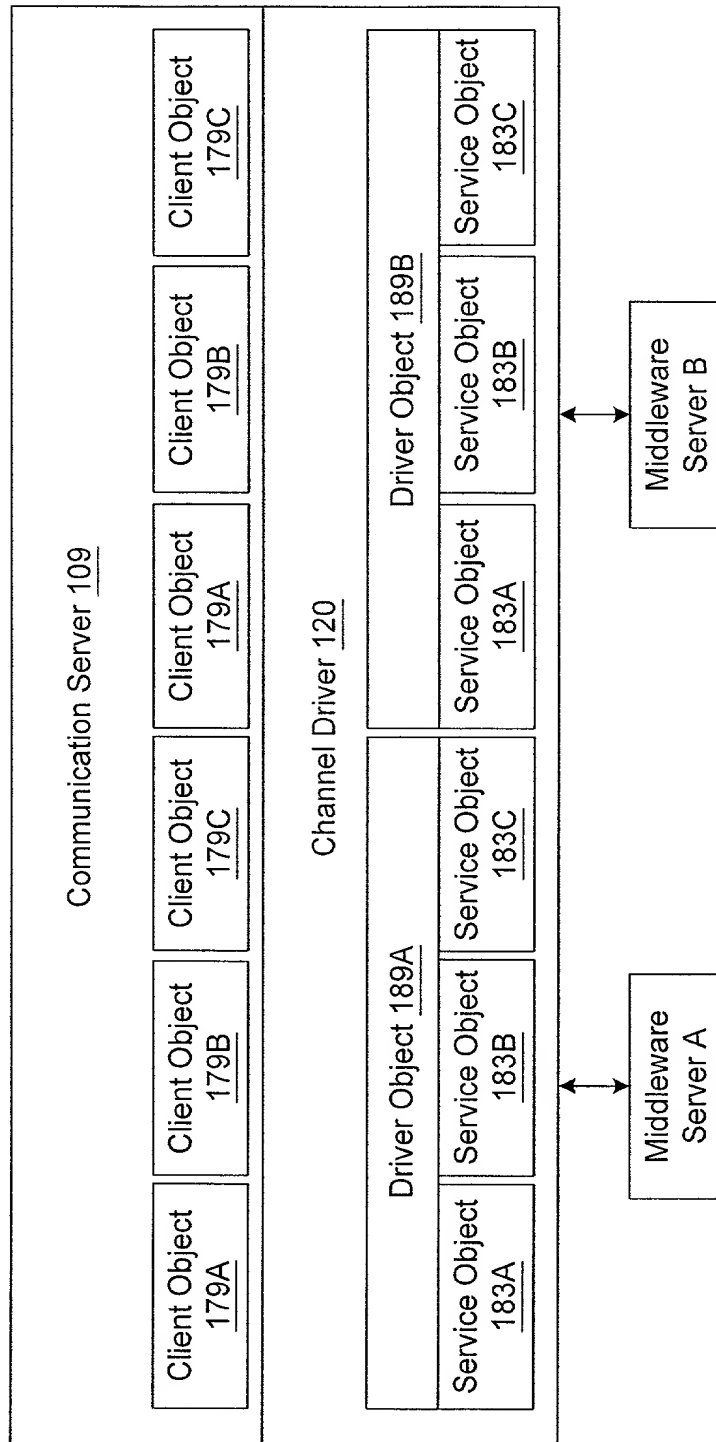 Communication Server 109
Client Object
179A
Client Object
179B
Client Object
179C
Client Object
179A
Client Object
179B
Client Object
179C
Channel Driver 120
Driver Object 189A
Service Object
183A
Service Object
183B
Service Object
183C
Driver Object 189B
Service Object
183A
Service Object
183B
Service Object
183C
Middleware
Server A
Middleware
Server B